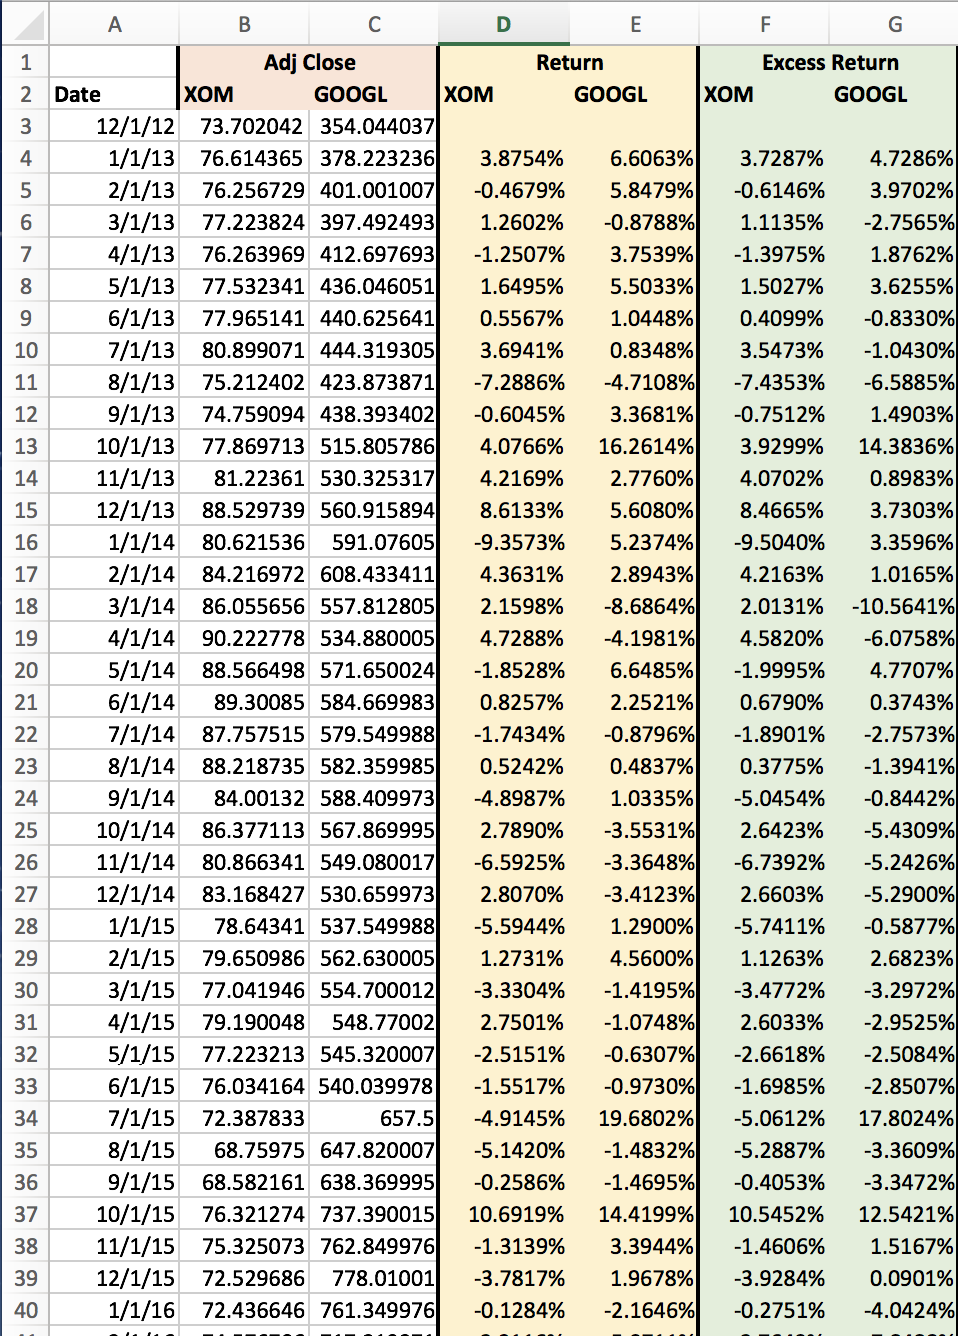 A B C D E F G
1 Adj Close Return Excess Return
2 Date XOM GOOGL XOM GOOGL XOM GOOGL
3 12/1/12 73.702042 354.044037
4 1/1/13 76.614365 378.223236 3.8754% 6.6063% 3.7287% 4.7286%
5 2/1/13 76.256729 401.001007 -0.4679% 5.8479% -0.6146% 3.9702%
6 3/1/13 77.223824 397.492493 1.2602% -0.8788% 1.1135% -2.7565%
7 4/1/13 76.263969 412.697693 -1.2507% 3.7539% -1.3975% 1.8762%
8 5/1/13 77.532341 436.046051 1.6495% 5.5033% 1.5027% 3.6255%
9 6/1/13 77.965141 440.625641 0.5567% 1.0448% 0.4099% -0.8330%
10 7/1/13 80.899071 444.319305 3.6941% 0.8348% 3.5473% -1.0430%
11 8/1/13 75.212402 423.873871 -7.2886% -4.7108% -7.4353% -6.5885%
12 9/1/13 74.759094 438.393402 -0.6045% 3.3681% -0.7512% 1.4903%
13 10/1/13 77.869713 515.805786 4.0766% 16.2614% 3.9299% 14.3836%
14 11/1/13 81.22361 530.325317 4.2169% 2.7760% 4.0702% 0.8983%
15 12/1/13 88.529739 560.915894 8.6133% 5.6080% 8.4665% 3.7303%
16 1/1/14 80.621536 591.07605 -9.3573% 5.2374% -9.5040% 3.3596%
17 2/1/14 84.216972 608.433411 4.3631% 2.8943% 4.2163% 1.0165%
18 3/1/14 86.055656 557.812805 2.1598% -8.6864% 2.0131% -10.5641%
19 4/1/14 90.222778 534.880005 4.7288% -4.1981% 4.5820% -6.0758%
20 5/1/14 88.566498 571.650024 -1.8528% 6.6485% -1.9995% 4.7707%
21 6/1/14 89.30085 584.669983 0.8257% 2.2521% 0.6790% 0.3743%
22 7/1/14 87.757515 579.549988 -1.7434% -0.8796% -1.8901% -2.7573%
23 8/1/14 88.218735 582.359985 0.5242% 0.4837% 0.3775% -1.3941%
24 9/1/14 84.00132 588.409973 -4.8987% 1.0335% -5.0454% -0.8442%
25 10/1/14 86.377113 567.869995 2.7890% -3.5531% 2.6423% -5.4309%
26 11/1/14 80.866341 549.080017 -6.5925% -3.3648% -6.7392% -5.2426%
27 12/1/14 83.168427 530.659973 2.8070% -3.4123% 2.6603% -5.2900%
28 1/1/15 78.64341 537.549988 -5.5944% 1.2900% -5.7411% -0.5877%
29 2/1/15 79.650986 562.630005 1.2731% 4.5600% 1.1263% 2.6823%
30 3/1/15 77.041946 554.700012 -3.3304% -1.4195% -3.4772% -3.2972%
31 4/1/15 79.190048 548.77002 2.7501% -1.0748% 2.6033% -2.9525%
32 5/1/15 77.223213 545.320007 -2.5151% -0.6307% -2.6618% -2.5084%
33 6/1/15 76.034164 540.039978 -1.5517% -0.9730% -1.6985% -2.8507%
34 7/1/15 72.387833 657.5 -4.9145% 19.6802% -5.0612% 17.8024%
35 8/1/15 68.75975 647.820007 -5.1420% -1.4832% -5.2887% -3.3609%
36 9/1/15 68.582161 638.369995 -0.2586% -1.4695% -0.4053% -3.3472%
37 10/1/15 76.321274 737.390015 10.6919% 14.4199% 10.5452% 12.5421%
38 11/1/15 75.325073 762.849976 -1.3139% 3.3944% -1.4606% 1.5167%
39 12/1/15 72.529686 778.01001 -3.7817% 1.9678% -3.9284% 0.0901%
40 1/1/16 72.436646 761.349976 -0.1284% -2.1646% -0.2751% -4.0424%